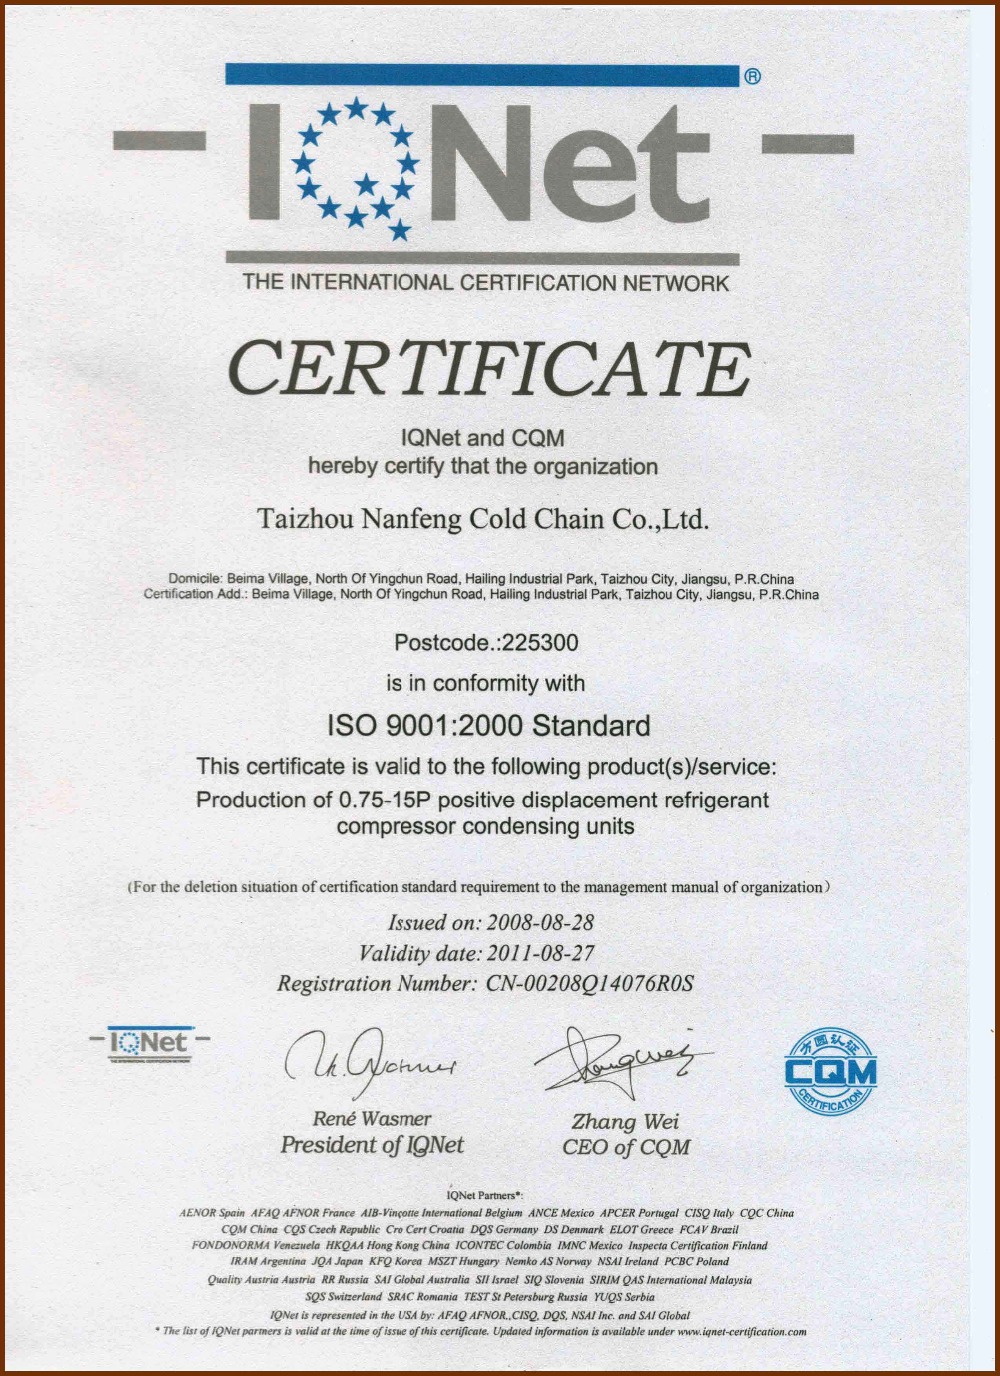 IQNet®
THE INTERNATIONAL CERTIFICATION NETWORK
CERTIFICATE
IQNet and CQM
hereby certify that the organization
Taizhou Nanfeng Cold Chain Co.,Ltd.
Domicile: Beima Village, North Of Yingchun Road, Hailing Industrial Park, Taizhou City, Jiangsu, P.R.China
Certification Add.: Beima Village, North Of Yingchun Road, Hailing Industrial Park, Taizhou City, Jiangsu, P.R.China
Postcode.:225300
is in conformity with
ISO 9001:2000 Standard
This certificate is valid to the following product(s)/service:
Production of 0.75-15P positive displacement refrigerant
compressor condensing units
(For the deletion situation of certification standard requirement to the management manual of organization)
Issued on: 2008-08-28
Validity date: 2011-08-27
Registration Number: CN-00208Q14076R0S
IQNet
THE INTERNATIONAL CERTIFICATION NETWORK
方圆认证
CQM
CERTIFICATION
René Wasmer
President of IQNet
Zhang Wei
CEO of CQM
IQNet Partners*:
AENOR Spain AFAQ AFNOR France AIB-Vinçotte International Belgium ANCE Mexico APCER Portugal CISQ Italy CQC China
CQM China CQS Czech Republic Cro Cert Croatia DQS Germany DS Denmark ELOT Greece FCAV Brazil
FONDONORMA Venezuela HKQAA Hong Kong China ICONTEC Colombia IMNC Mexico Inspecta Certification Finland
IRAM Argentina JQA Japan KFQ Korea MSZT Hungary Nemko AS Norway NSAI Ireland PCBC Poland
Quality Austria Austria RR Russia SAI Global Australia SII Israel SIQ Slovenia SIRIM QAS International Malaysia
SQS Switzerland SRAC Romania TEST St Petersburg Russia YUQS Serbia
IQNet is represented in the USA by: AFAQ AFNOR,,CISQ, DQS, NSAI Inc. and SAI Global
* The list of IQNet partners is valid at the time of issue of this certificate. Updated information is available under www.iqnet-certification.com